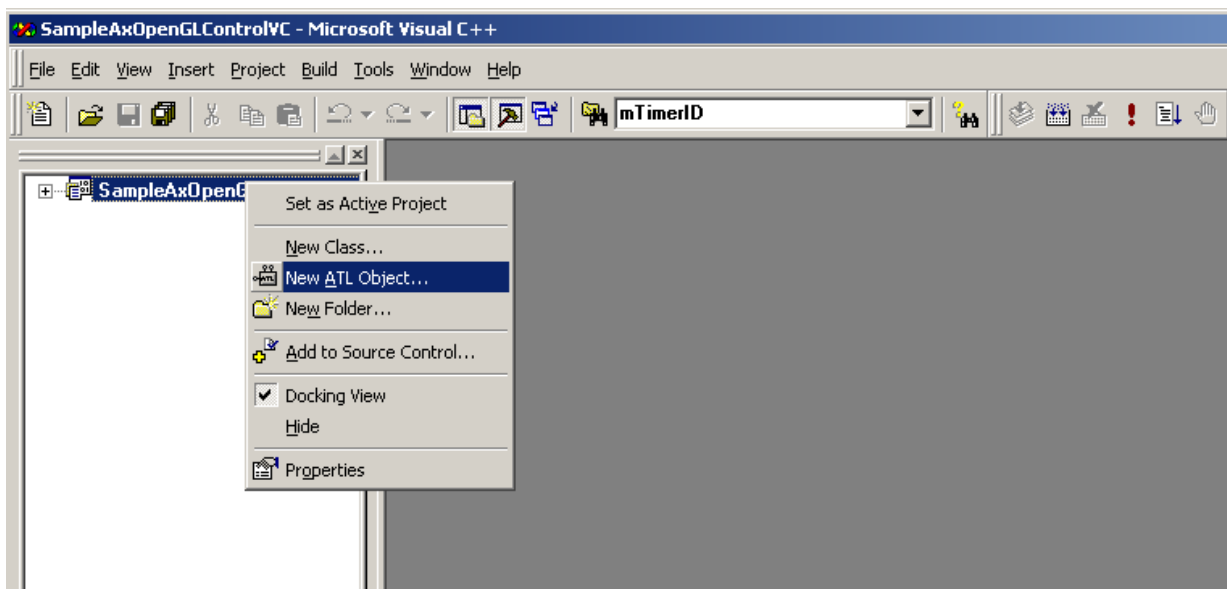 SampleAxOpenGLControlVC - Microsoft Visual C++
File Edit View Insert Project Build Tools Window Help
mTimerID
SampleAxOpenG
Set as Active Project
New Class...
New ATL Object...
New Folder...
Add to Source Control...
Docking View
Hide
Properties